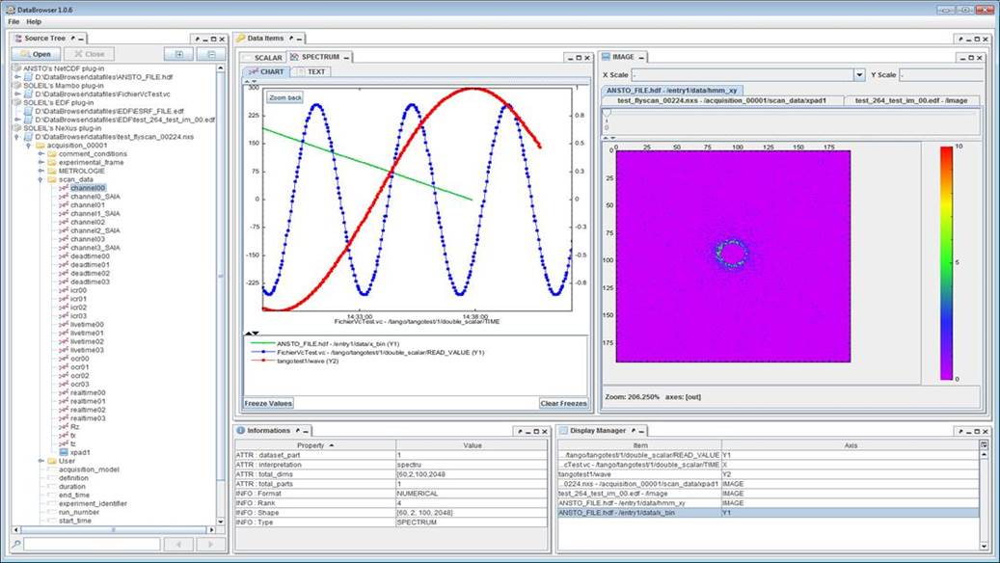 DataBrowser 1.0.6
File Help
Source Tree
Open Close
ANSTO's NetCDF plug-in
D:\DataBrowser\datafiles\ANSTO_FILE.hdf
SOLEIL's Mambo plug-in
D:\DataBrowser\datafiles\FichierVcTest.vc
SOLEIL's EDF plug-in
D:\DataBrowser\datafiles\EDF\ESRF_FILE.edf
D:\DataBrowser\datafiles\EDF\test_264_test_im_00.edf
SOLEIL's NeXus plug-in
D:\DataBrowser\datafiles\test_flyscan_00224.nxs
acquisition_00001
comment_conditions
experimental_frame
METROLOGIE
scan_data
channel00
channel0_SAIA
channel01
channel1_SAIA
channel02
channel2_SAIA
channel03
channel3_SAIA
deadtime00
deadtime01
deadtime02
deadtime03
icr00
icr01
icr02
icr03
livetime00
livetime01
livetime02
livetime03
ocr00
ocr01
ocr02
ocr03
realtime00
realtime01
realtime02
realtime03
Rz
tx
tz
xpad1
User
acquisition_model
definition
duration
end_time
experiment_identifier
run_number
start_time
Data Items
SCALAR SPECTRUM
CHART TEXT
Zoom back
300
225
150
75
0
-75
-150
-225
1
0.8
0.5
0.3
0
-0.3
-0.5
-0.8
14:33:00 14:38:00
FichierVcTest.vc - /tango/tangotest/1/double_scalar/TIME
ANSTO_FILE.hdf - /entry1/data/x_bin (Y1)
FichierVcTest.vc - /tango/tangotest/1/double_scalar/READ_VALUE (Y1)
tangotest1/wave (Y2)
Freeze Values Clear Freezes
IMAGE
X Scale - Y Scale -
ANSTO_FILE.hdf - /entry1/data/hmm_xy
test_flyscan_00224.nxs - /acquisition_00001/scan_data/xpad1 test_264_test_im_00.edf - /Image
0
0 25 50 75 100 125 150 175
0
25
50
75
100
125
150
175
10
5
0
Zoom: 206.250% axes: [out]
Informations
Property Value
ATTR : dataset_part 1
ATTR : interpretation spectru
ATTR : total_dims [60,2,100,2048
ATTR : total_parts 1
INFO : Format NUMERICAL
INFO : Rank 4
INFO : Shape [60, 2, 100, 2048]
INFO : Type SPECTRUM
Display Manager
Item Axis
.../tango/tangotest/1/double_scalar/READ_VALUE Y1
...cTest.vc - /tango/tangotest/1/double_scalar/TIME X
tangotest1/wave Y2
...0224.nxs - /acquisition_00001/scan_data/xpad1 IMAGE
test_264_test_im_00.edf - /Image IMAGE
ANSTO_FILE.hdf - /entry1/data/hmm_xy IMAGE
ANSTO_FILE.hdf - /entry1/data/x_bin Y1